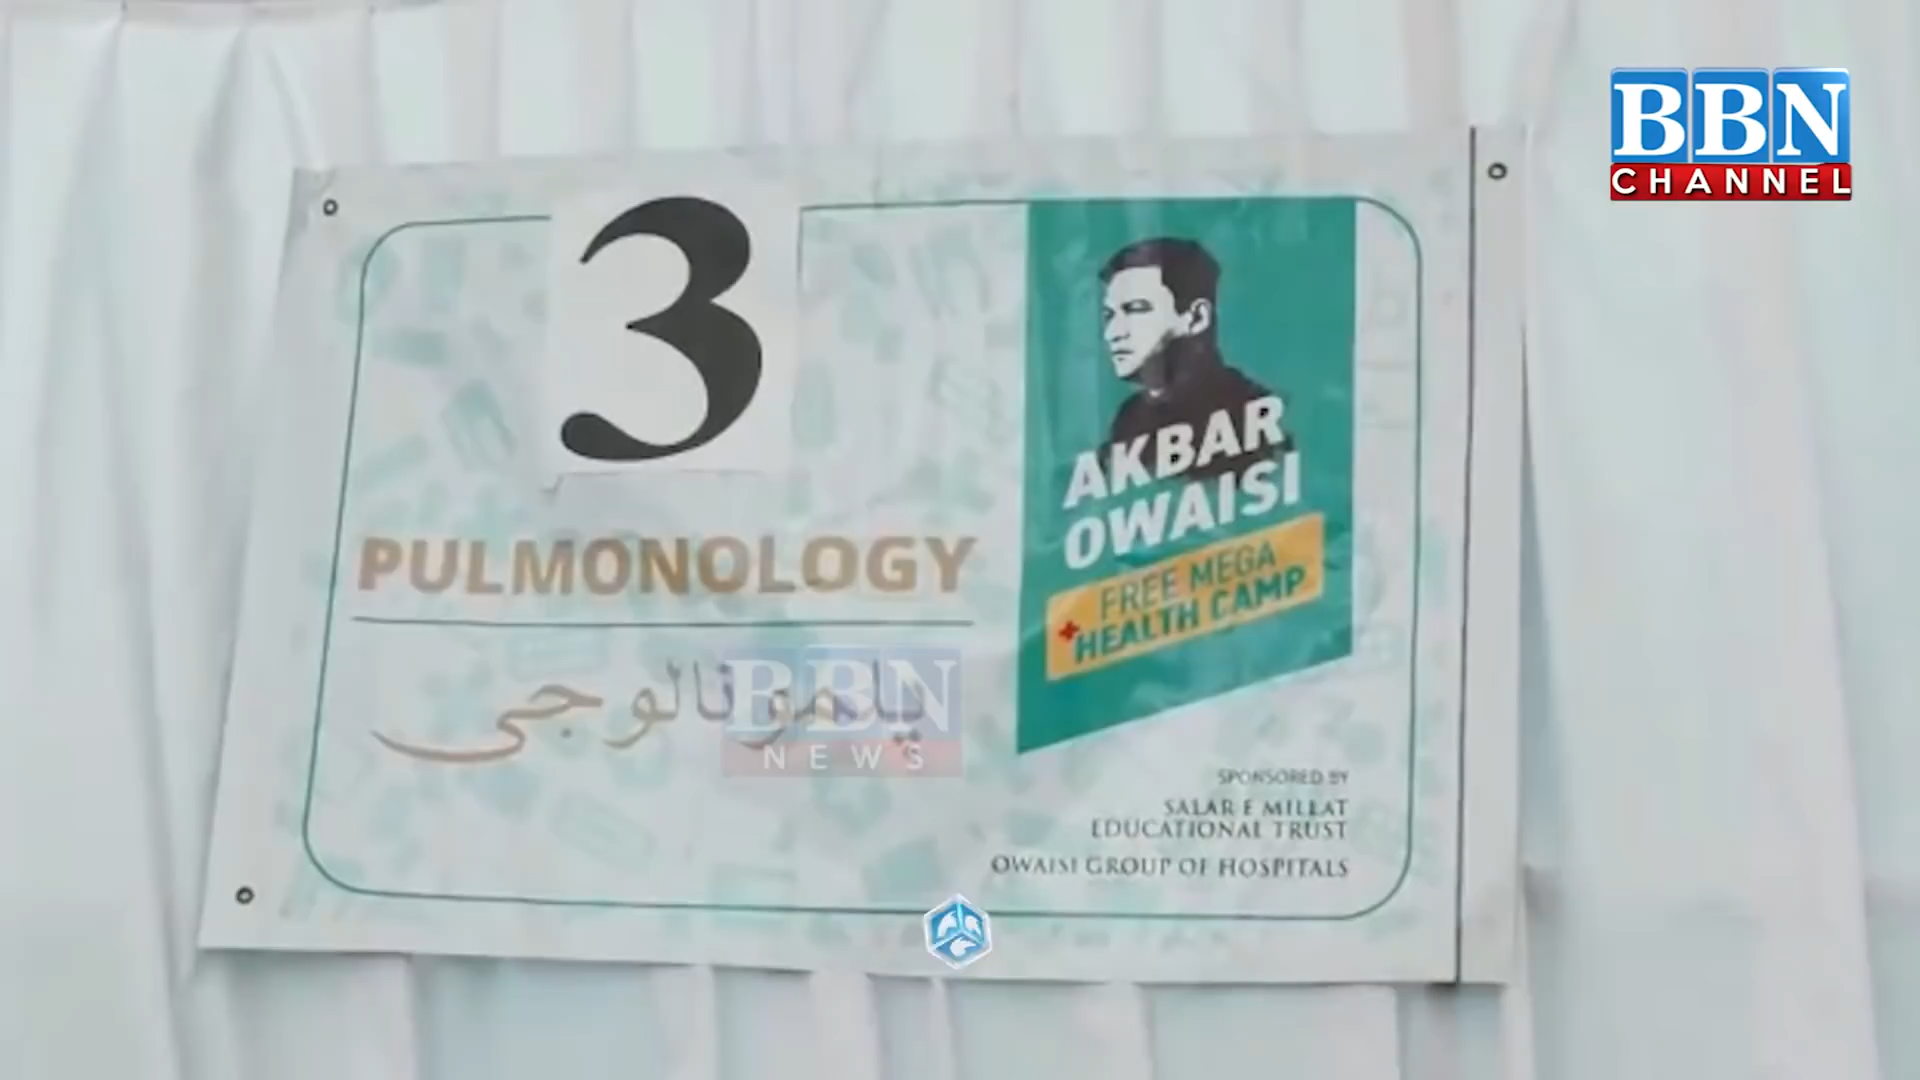 BBN
CHANNEL
3
PULMONOLOGY
پلمونالوجی
BBN
NEWS
AKBAR
OWAISI
FREE MEGA
+HEALTH CAMP
SPONSORED BY
SALAR E MILLAT
EDUCATIONAL TRUST
OWAISI GROUP OF HOSPITALS